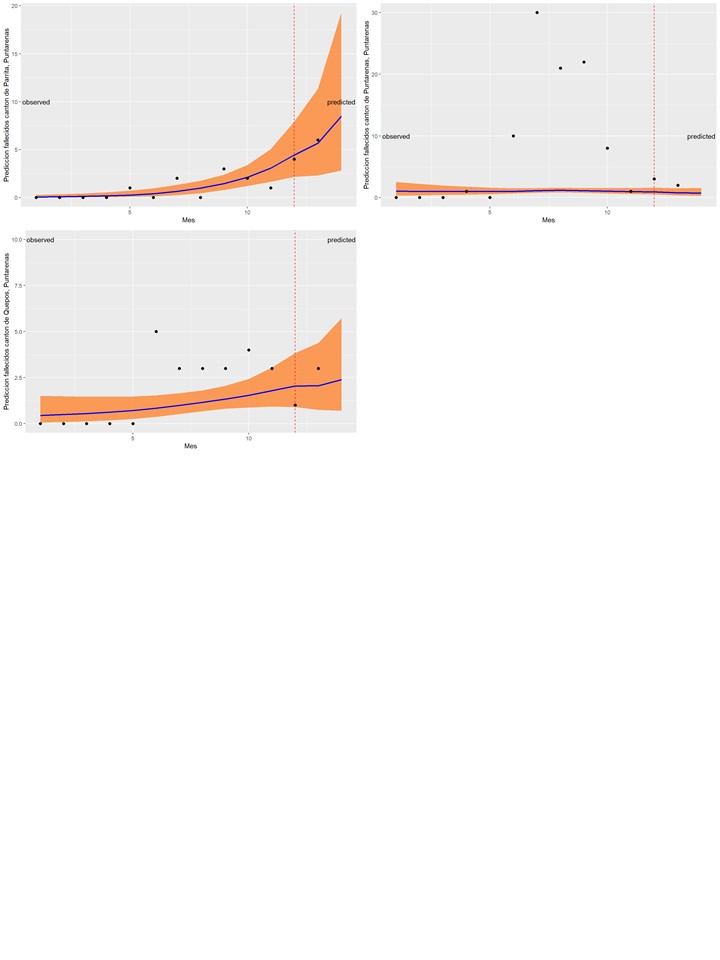 Prediccion fallecidos canton de Parrita, Puntarenas
20
15
10
5
0
observed
predicted
5
10
Mes
Prediccion fallecidos canton de Puntarenas, Puntarenas
30
20
10
0
observed
predicted
5
10
Mes
Prediccion fallecidos canton de Quepos, Puntarenas
10.0
7.5
5.0
2.5
0.0
observed
predicted
5
10
Mes